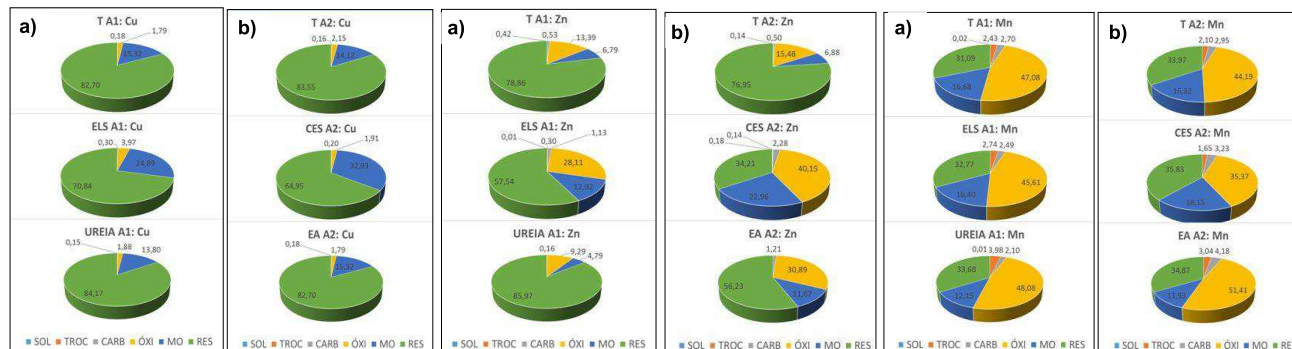 a)
T A1: Cu
0,18
1,79
15,32
82,70
ELS A1: Cu
0,30
3,97
24,89
70,84
UREIA A1: Cu
0,15
1,88
13,80
84,17
SOL TROC CARB ÓXI MO RES
b)
T A2: Cu
0,16
2,15
14,12
83,55
CES A2: Cu
0,20
1,91
32,93
64,95
EA A2: Cu
0,18
1,79
15,32
82,70
SOL TROC CARB ÓXI MO RES
a)
T A1: Zn
0,42
0,53
13,39
6,79
78,86
ELS A1: Zn
0,01
0,30
1,13
28,11
12,92
57,54
UREIA A1: Zn
0,16
9,29
4,79
85,97
SOL TROC CARB ÓXI MO RES
b)
T A2: Zn
0,14
0,50
15,48
6,88
76,95
CES A2: Zn
0,18
0,14
2,28
40,15
22,96
34,21
EA A2: Zn
1,21
30,89
11,67
56,23
SOL TROC CARB ÓXI MO RES
a)
T A1: Mn
0,02
2,43
2,70
47,08
16,68
31,09
ELS A1: Mn
2,74
2,49
45,61
16,40
32,77
UREIA A1: Mn
0,01
3,98
2,10
48,08
12,15
33,68
SOL TROC CARB ÓXI MO RES
b)
T A2: Mn
2,10
2,95
44,19
16,32
33,97
CES A2: Mn
1,65
3,23
35,37
18,15
35,83
EA A2: Mn
3,04
4,18
51,41
11,93
34,87
SOL TROC CARB ÓXI MO RES